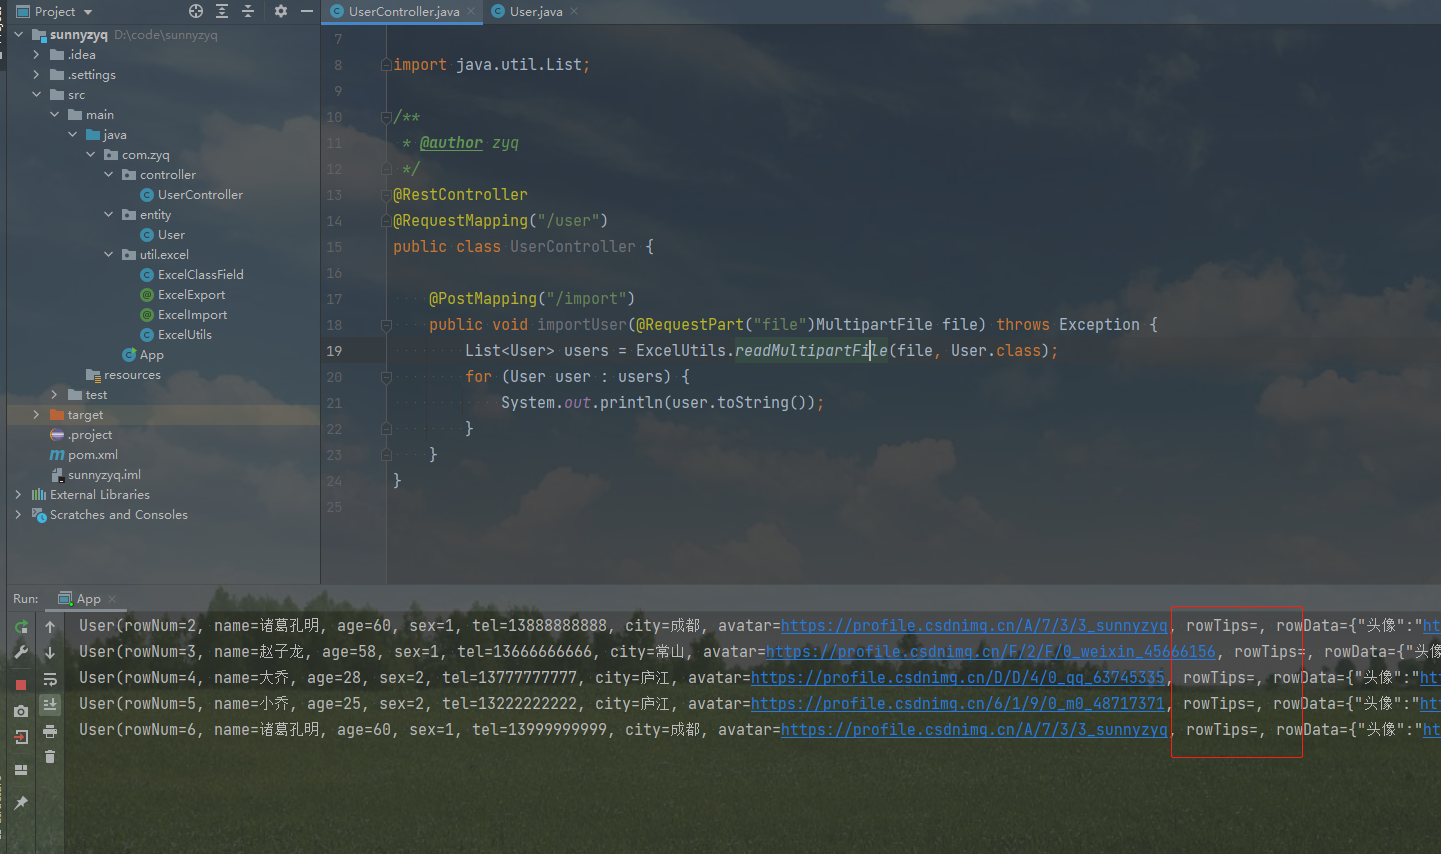 Project
UserController.java
User.java
sunnyzyq D:\code\sunnyzyq
.idea
.settings
src
main
java
com.zyq
controller
UserController
entity
User
util.excel
ExcelClassField
ExcelExport
ExcelImport
ExcelUtils
App
resources
test
target
.project
pom.xml
sunnyzyq.iml
External Libraries
Scratches and Consoles
7
8 import java.util.List;
9
10 /**
11 * @author zyq
12 */
13 @RestController
14 @RequestMapping("/user")
15 public class UserController {
16
17 @PostMapping("/import")
18 public void importUser(@RequestPart("file")MultipartFile file) throws Exception {
19 List<User> users = ExcelUtils.readMultipartFile(file, User.class);
20 for (User user : users) {
21 System.out.println(user.toString());
22 }
23 }
24 }
25
Run: App
User(rowNum=2, name=诸葛孔明, age=60, sex=1, tel=13888888888, city=成都, avatar=https://profile.csdnimg.cn/A/7/3/3_sunnyzyq, rowTips=, rowData={"头像":"ht
User(rowNum=3, name=赵子龙, age=58, sex=1, tel=13666666666, city=常山, avatar=https://profile.csdnimg.cn/F/2/F/0_weixin_45666156, rowTips=, rowData={"头像
User(rowNum=4, name=大乔, age=28, sex=2, tel=13777777777, city=庐江, avatar=https://profile.csdnimg.cn/D/D/4/0_qq_63745335, rowTips=, rowData={"头像":"ht
User(rowNum=5, name=小乔, age=25, sex=2, tel=13222222222, city=庐江, avatar=https://profile.csdnimg.cn/6/1/9/0_m0_48717371, rowTips=, rowData={"头像":"ht
User(rowNum=6, name=诸葛孔明, age=60, sex=1, tel=13999999999, city=成都, avatar=https://profile.csdnimg.cn/A/7/3/3_sunnyzyq, rowTips=, rowData={"头像":"ht